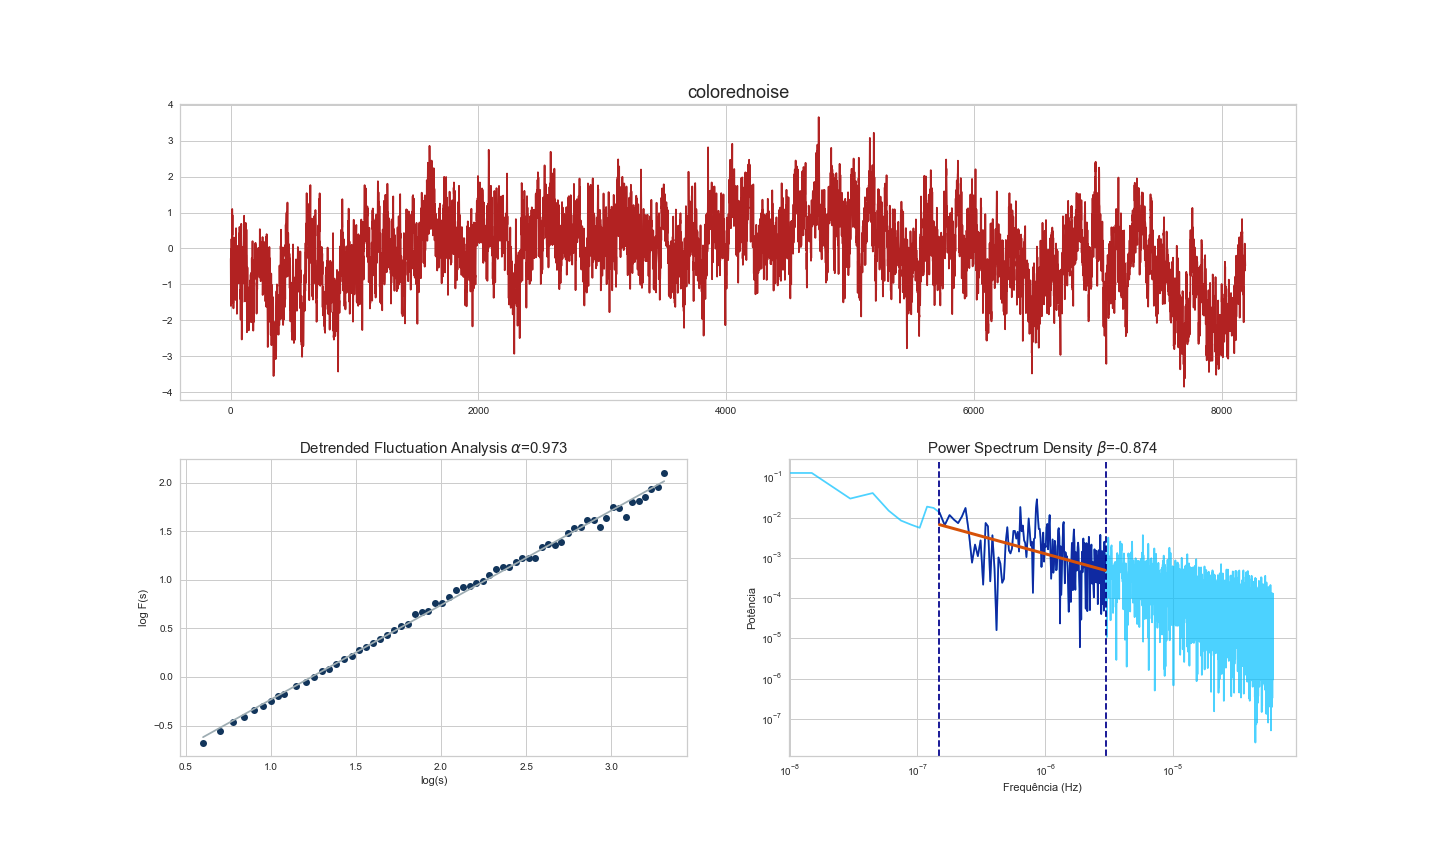 colorednoise
4
3
2
1
0
−1
−2
−3
−4
0 2000 4000 6000 8000
Detrended Fluctuation Analysis α=0.973
log F(s)
2.0
1.5
1.0
0.5
0.0
−0.5
0.5 1.0 1.5 2.0 2.5 3.0
log(s)
Power Spectrum Density β=-0.874
Potência
10⁻¹
10⁻²
10⁻³
10⁻⁴
10⁻⁵
10⁻⁶
10⁻⁷
10⁻⁸ 10⁻⁷ 10⁻⁶ 10⁻⁵
Frequência (Hz)